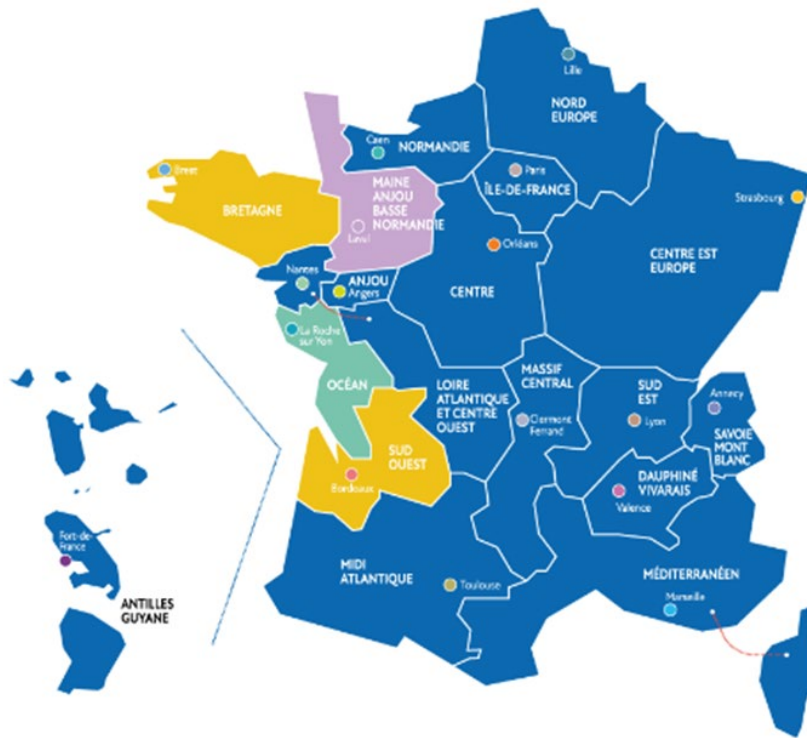 Lille
NORD
EUROPE
Caen
NORMANDIE
Paris
ÎLE-DE-FRANCE
Brest
BRETAGNE
MAINE
ANJOU
BASSE
NORMANDIE
Laval
Strasbourg
Orléans
CENTRE EST
EUROPE
CENTRE
Nantes
ANJOU
Angers
La Roche
sur Yon
OCÉAN
LOIRE
ATLANTIQUE
ET CENTRE
OUEST
MASSIF
CENTRAL
Clermont
Ferrand
SUD
EST
Lyon
Annecy
SAVOIE
MONT
BLANC
SUD
OUEST
Bordeaux
DAUPHINÉ
VIVARAIS
Valence
MIDI
ATLANTIQUE
Toulouse
MÉDITERRANÉEN
Marseille
Fort-de-
France
ANTILLES
GUYANE